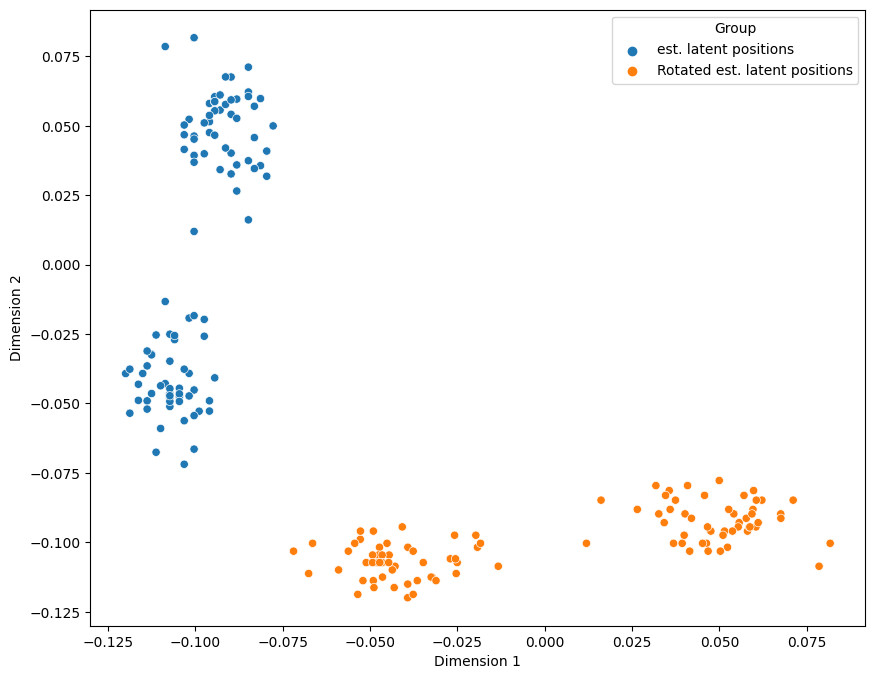 Group
est. latent positions
Rotated est. latent positions
0.075
0.050
0.025
0.000
−0.025
−0.050
−0.075
−0.100
−0.125
Dimension 2
−0.125 −0.100 −0.075 −0.050 −0.025 0.000 0.025 0.050 0.075
Dimension 1